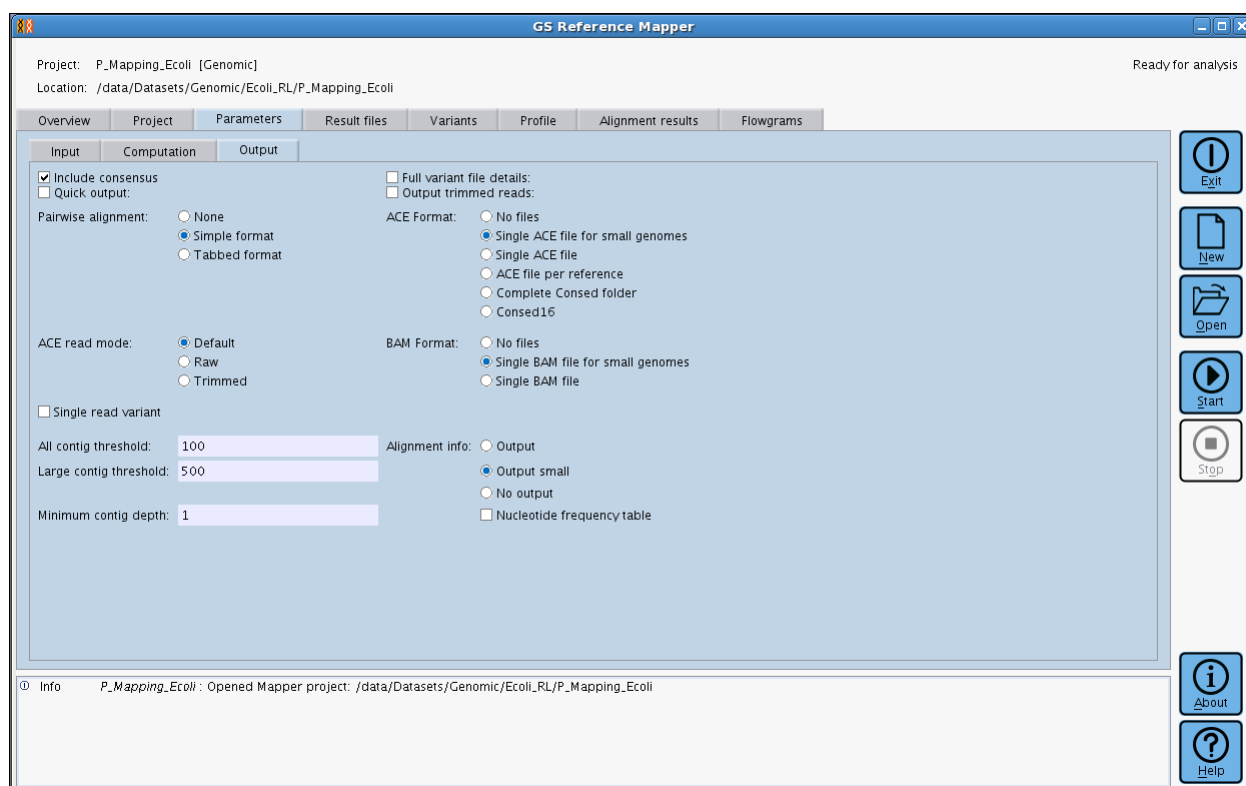 GS Reference Mapper
Project: P_Mapping_Ecoli [Genomic]
Ready for analysis
Location: /data/Datasets/Genomic/Ecoli_RL/P_Mapping_Ecoli
Overview Project Parameters Result files Variants Profile Alignment results Flowgrams
Input Computation Output
Include consensus Full variant file details:
Quick output: Output trimmed reads:
Pairwise alignment: None ACE Format: No files
Simple format Single ACE file for small genomes
Tabbed format Single ACE file
ACE file per reference
Complete Consed folder
Consed16
ACE read mode: Default BAM Format: No files
Raw Single BAM file for small genomes
Trimmed Single BAM file
Single read variant
All contig threshold: 100 Alignment info: Output
Large contig threshold: 500 Output small
No output
Minimum contig depth: 1 Nucleotide frequency table
Exit
New
Open
Start
Stop
About
Help
Info P_Mapping_Ecoli : Opened Mapper project: /data/Datasets/Genomic/Ecoli_RL/P_Mapping_Ecoli